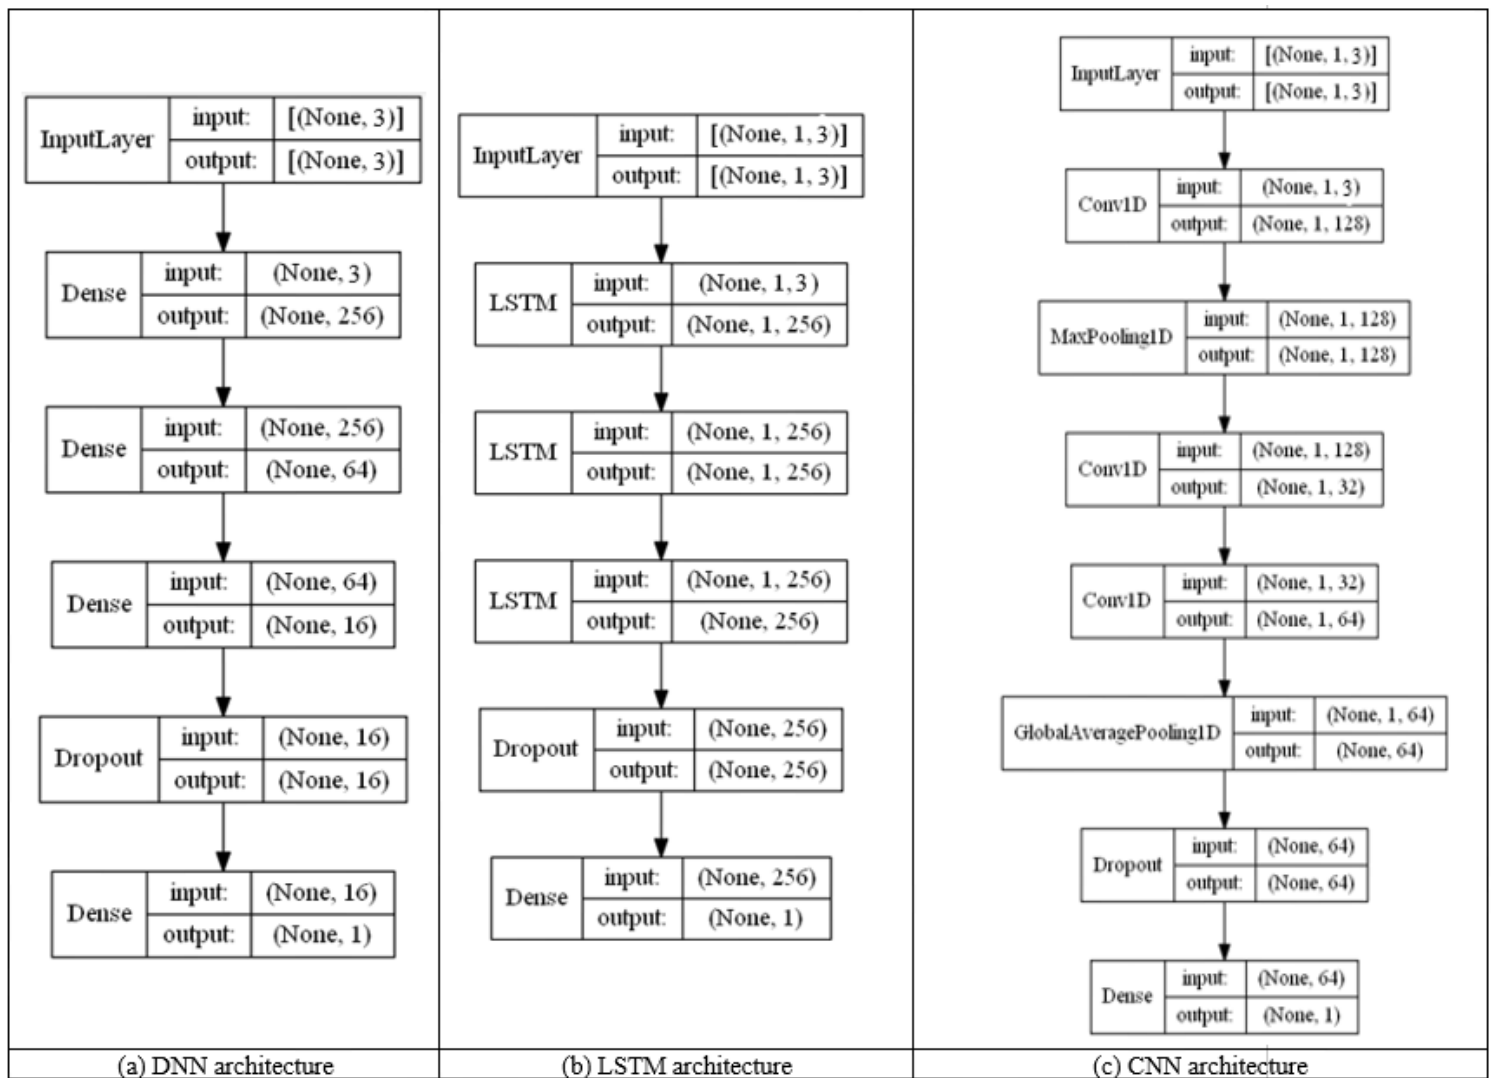 InputLayer
input: [(None, 3)]
output: [(None, 3)]
Dense
input: (None, 3)
output: (None, 256)
Dense
input: (None, 256)
output: (None, 64)
Dense
input: (None, 64)
output: (None, 16)
Dropout
input: (None, 16)
output: (None, 16)
Dense
input: (None, 16)
output: (None, 1)
(a) DNN architecture
InputLayer
input: [(None, 1, 3)]
output: [(None, 1, 3)]
LSTM
input: (None, 1, 3)
output: (None, 1, 256)
LSTM
input: (None, 1, 256)
output: (None, 1, 256)
LSTM
input: (None, 1, 256)
output: (None, 256)
Dropout
input: (None, 256)
output: (None, 256)
Dense
input: (None, 256)
output: (None, 1)
(b) LSTM architecture
InputLayer
input: [(None, 1, 3)]
output: [(None, 1, 3)]
Conv1D
input: (None, 1, 3)
output: (None, 1, 128)
MaxPooling1D
input: (None, 1, 128)
output: (None, 1, 128)
Conv1D
input: (None, 1, 128)
output: (None, 1, 32)
Conv1D
input: (None, 1, 32)
output: (None, 1, 64)
GlobalAveragePooling1D
input: (None, 1, 64)
output: (None, 64)
Dropout
input: (None, 64)
output: (None, 64)
Dense
input: (None, 64)
output: (None, 1)
(c) CNN architecture